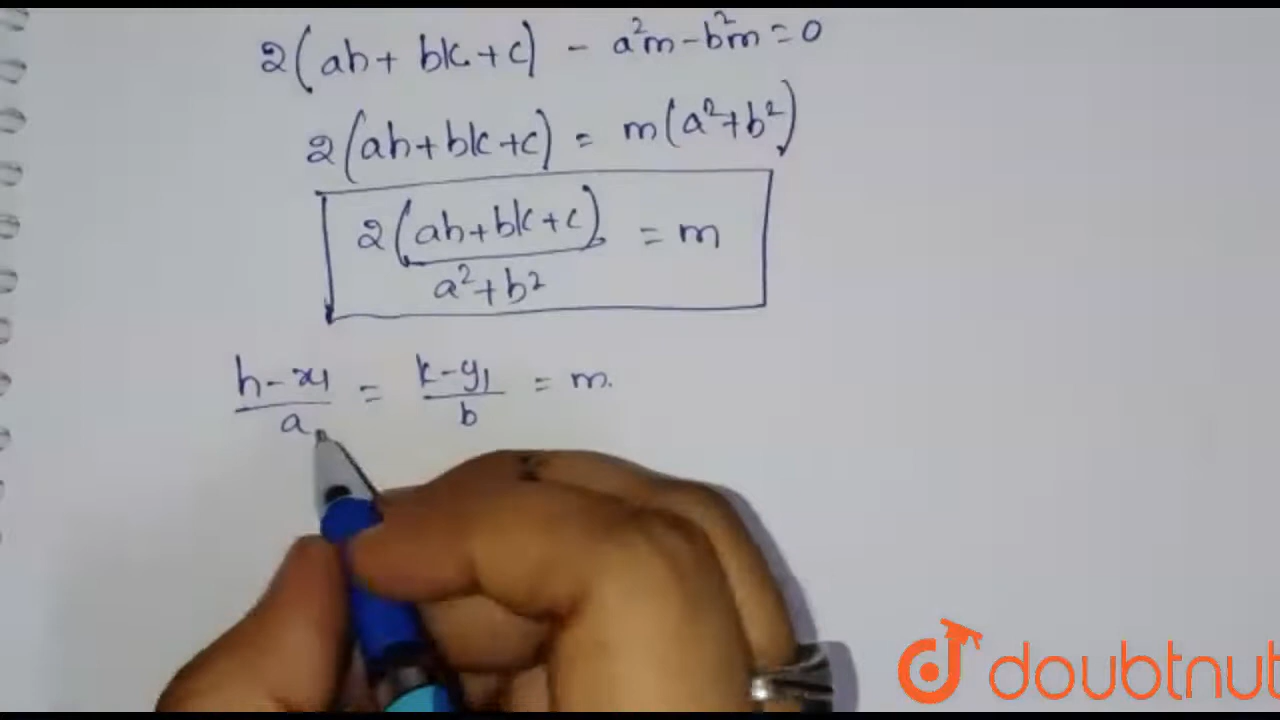 2(ah + bk + c) - a²m - b²m = 0
2(ah + bk + c) = m(a² + b²)
2(ah + bk + c) / a² + b² = m
h - x₁ / a = k - y₁ / b = m.
doubtnut